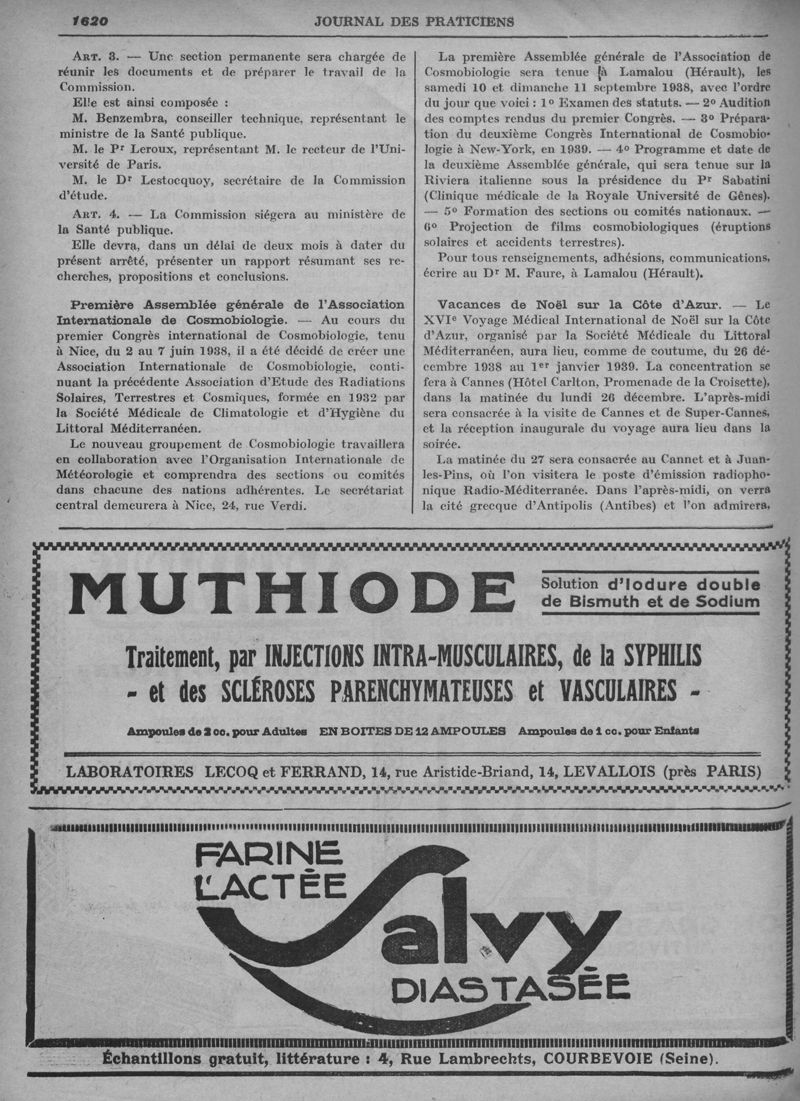 1620
JOURNAL DES PRATICIENS
ART. 3. — Une section permanente sera chargée de
réunir les documents et de préparer le travail de la
Commission.
Elle est ainsi composée :
M. Benzembra, conseiller technique, représentant le
ministre de la Santé publique.
M. le Pr Leroux, représentant M. le recteur de l'Uni-
versité de Paris.
M. le Dr Lestocquoy, secrétaire de la Commission
d'étude.
ART. 4. — La Commission siégera au ministère de
la Santé publique.
Elle devra, dans un délai de deux mois à dater du
présent arrêté, présenter un rapport résumant ses re-
cherches, propositions et conclusions.
Première Assemblée générale de l'Association
Internationale de Cosmobiologie. — Au cours du
premier Congrès international de Cosmobiologie, tenu
à Nice, du 2 au 7 juin 1938, il a été décidé de créer une
Association Internationale de Cosmobiologie, conti-
nuant la précédente Association d'Etude des Radiations
Solaires, Terrestres et Cosmiques, formée en 1932 par
la Société Médicale de Climatologie et d'Hygiène du
Littoral Méditerranéen.
Le nouveau groupement de Cosmobiologie travaillera
en collaboration avec l'Organisation Internationale de
Météorologie et comprendra des sections ou comités
dans chacune des nations adhérentes. Le secrétariat
central demeurera à Nice, 24, rue Verdi.
La première Assemblée générale de l'Association de
Cosmobiologie sera tenue à Lamalou (Hérault), les
samedi 10 et dimanche 11 septembre 1938, avec l'ordre
du jour que voici : 1o Examen des statuts. — 2o Audition
des comptes rendus du premier Congrès. — 3o Prépara-
tion du deuxième Congrès International de Cosmobio-
logie à New-York, en 1939. — 4o Programme et date de
la deuxième Assemblée générale, qui sera tenue sur la
Riviera italienne sous la présidence du Pr Sabatini
(Clinique médicale de la Royale Université de Gênes).
— 5o Formation des sections ou comités nationaux. —
6o Projection de films cosmobiologiques (éruptions
solaires et accidents terrestres).
Pour tous renseignements, adhésions, communications,
écrire au Dr M. Faure, à Lamalou (Hérault).
Vacances de Noël sur la Côte d'Azur. — Le
XVIe Voyage Médical International de Noël sur la Côte
d'Azur, organisé par la Société Médicale du Littoral
Méditerranéen, aura lieu, comme de coutume, du 26 dé-
cembre 1938 au 1er janvier 1939. La concentration se
fera à Cannes (Hôtel Carlton, Promenade de la Croisette),
dans la matinée du lundi 26 décembre. L'après-midi
sera consacrée à la visite de Cannes et de Super-Cannes,
et la réception inaugurale du voyage aura lieu dans la
soirée.
La matinée du 27 sera consacrée au Cannet et à Juan-
les-Pins, où l'on visitera le poste d'émission radiopho-
nique Radio-Méditerranée. Dans l'après-midi, on verra
la cité grecque d'Antipolis (Antibes) et l'on admirera,
MUTHIODE
Solution d'Iodure double
de Bismuth et de Sodium
Traitement, par INJECTIONS INTRA-MUSCULAIRES, de la SYPHILIS
- et des SCLÉROSES PARENCHYMATEUSES et VASCULAIRES -
Ampoules de 2 cc. pour Adultes EN BOITES DE 12 AMPOULES Ampoules de 1 cc. pour Enfants
LABORATOIRES LECOQ et FERRAND, 14, rue Aristide-Briand, 14, LEVALLOIS (près PARIS)
FARINE
L'ACTÉE
Salvy
DIASTASÉE
Échantillons gratuit, littérature : 4, Rue Lambrechts, COURBEVOIE (Seine).